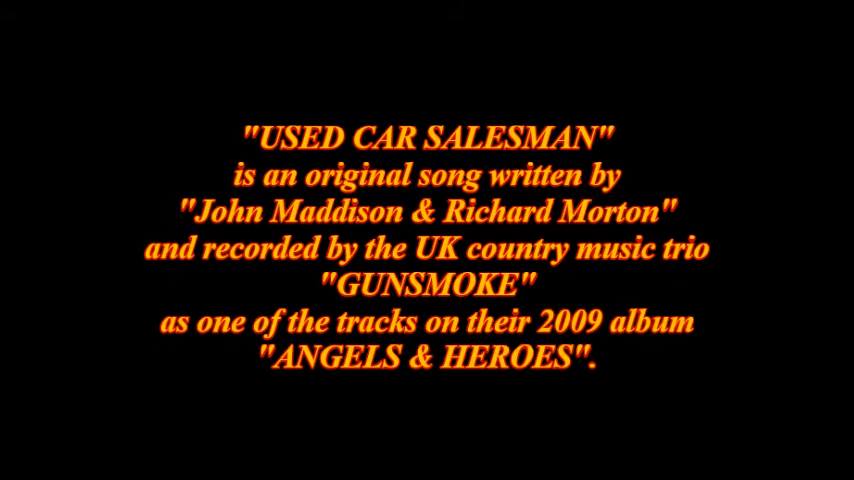 "USED CAR SALESMAN"
is an original song written by
"John Maddison & Richard Morton"
and recorded by the UK country music trio
"GUNSMOKE"
as one of the tracks on their 2009 album
"ANGELS & HEROES".